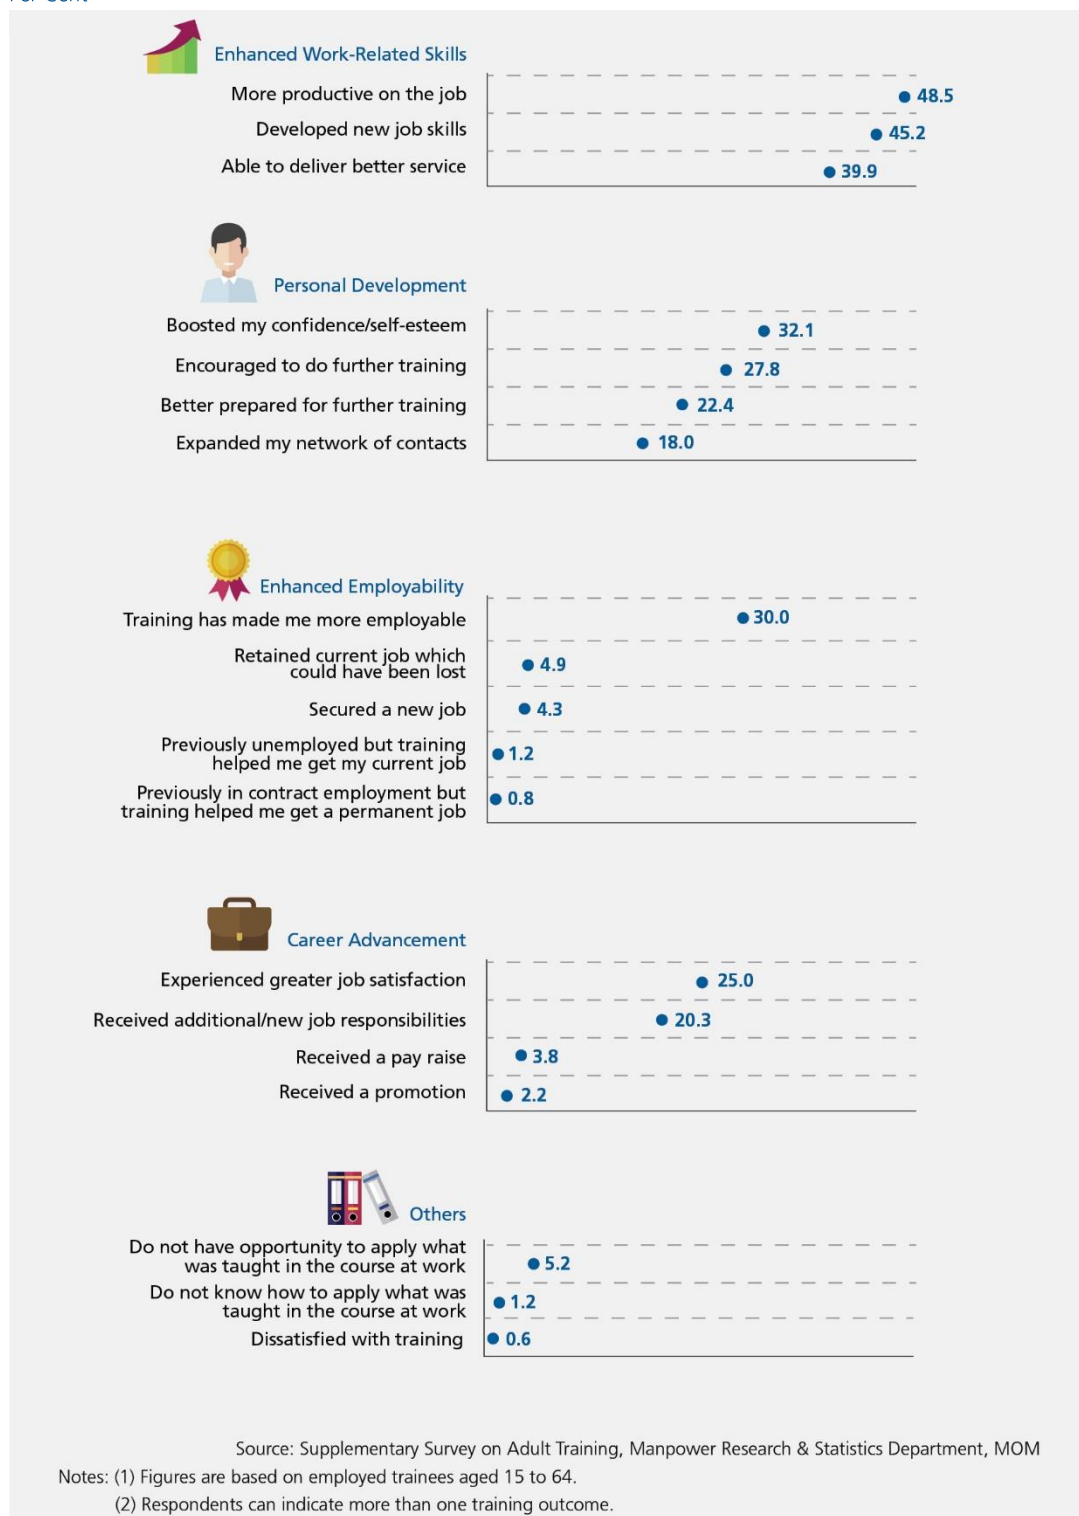 Per Cent
Enhanced Work-Related Skills
More productive on the job
48.5
Developed new job skills
45.2
Able to deliver better service
39.9
Personal Development
Boosted my confidence/self-esteem
32.1
Encouraged to do further training
27.8
Better prepared for further training
22.4
Expanded my network of contacts
18.0
Enhanced Employability
Training has made me more employable
30.0
Retained current job which
could have been lost
4.9
Secured a new job
4.3
Previously unemployed but training
helped me get my current job
1.2
Previously in contract employment but
training helped me get a permanent job
0.8
Career Advancement
Experienced greater job satisfaction
25.0
Received additional/new job responsibilities
20.3
Received a pay raise
3.8
Received a promotion
2.2
Others
Do not have opportunity to apply what
was taught in the course at work
5.2
Do not know how to apply what was
taught in the course at work
1.2
Dissatisfied with training
0.6
Source: Supplementary Survey on Adult Training, Manpower Research & Statistics Department, MOM
Notes: (1) Figures are based on employed trainees aged 15 to 64.
(2) Respondents can indicate more than one training outcome.